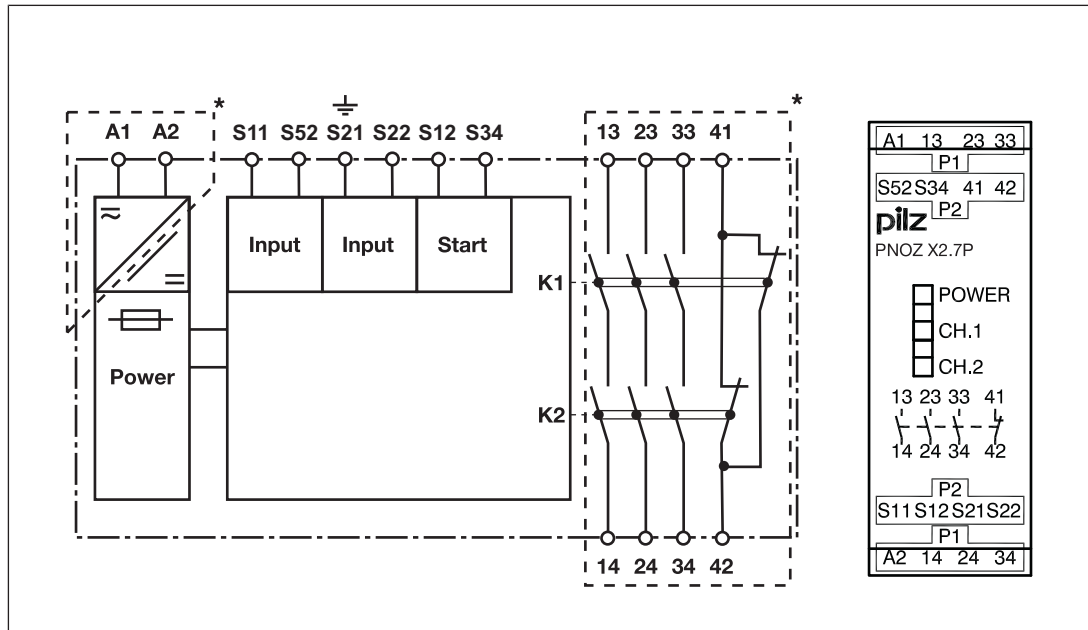 * *
A1 A2 S11 S52 S21 S22 S12 S34 13 23 33 41
Input Input Start
K1
Power
K2
14 24 34 42
A1 13 23 33
P1
S52 S34 41 42
P2
pilz
PNOZ X2.7P
POWER
CH.1
CH.2
13 23 33 41
14 24 34 42
P2
S11 S12 S21 S22
P1
A2 14 24 34